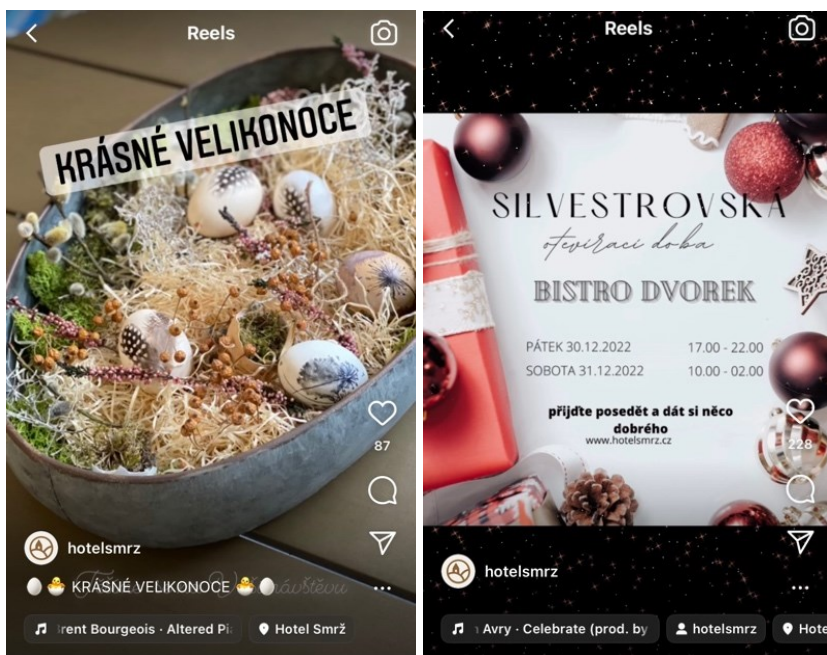 Reels
KRÁSNÉ VELIKONOCE
87
hotelsmrz
🥚 🐣 KRÁSNÉ VELIKONOCE 🐣 🥚
rent Bourgeois · Altered Pi
Hotel Smrž
Reels
SILVESTROVSKÁ
otevírací doba
BISTRO DVOREK
PÁTEK 30.12.2022 17.00 - 22.00
SOBOTA 31.12.2022 10.00 - 02.00
přijďte posedět a dát si něco
dobrého
www.hotelsmrz.cz
228
hotelsmrz
Avry · Celebrate (prod. by
hotelsmrz
Hote